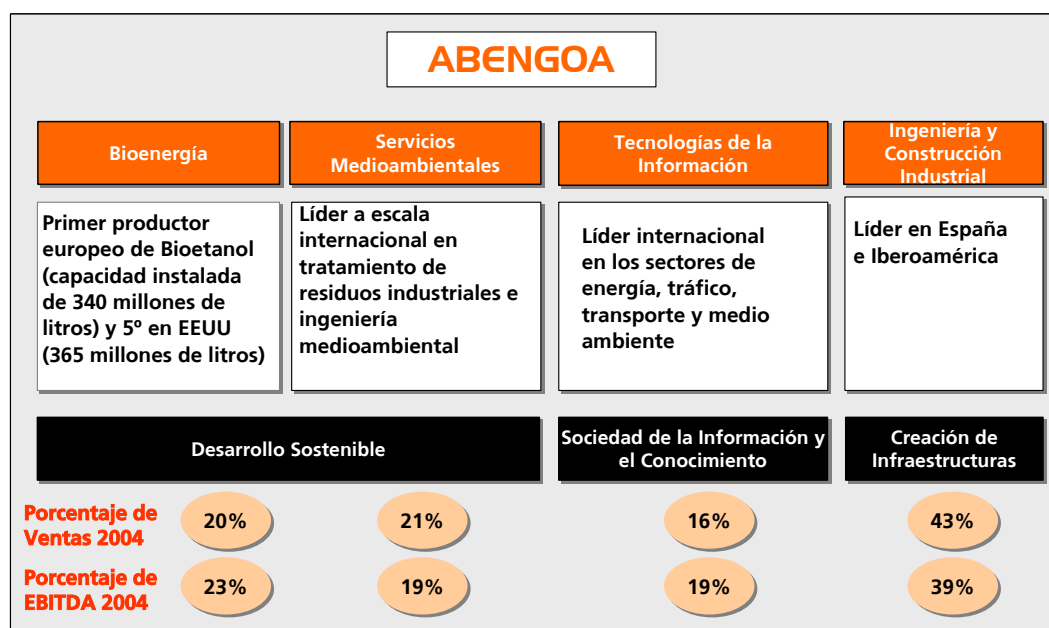 ABENGOA
Bioenergía
Servicios
Medioambientales
Tecnologías de la
Información
Ingeniería y
Construcción
Industrial
Primer productor
europeo de Bioetanol
(capacidad instalada
de 340 millones de
litros) y 5º en EEUU
(365 millones de litros)
Líder a escala
internacional en
tratamiento de
residuos industriales e
ingeniería
medioambiental
Líder internacional
en los sectores de
energía, tráfico,
transporte y medio
ambiente
Líder en España
e Iberoamérica
Desarrollo Sostenible
Sociedad de la Información y
el Conocimiento
Creación de
Infraestructuras
Porcentaje de
Ventas 2004
20%
21%
16%
43%
Porcentaje de
EBITDA 2004
23%
19%
19%
39%